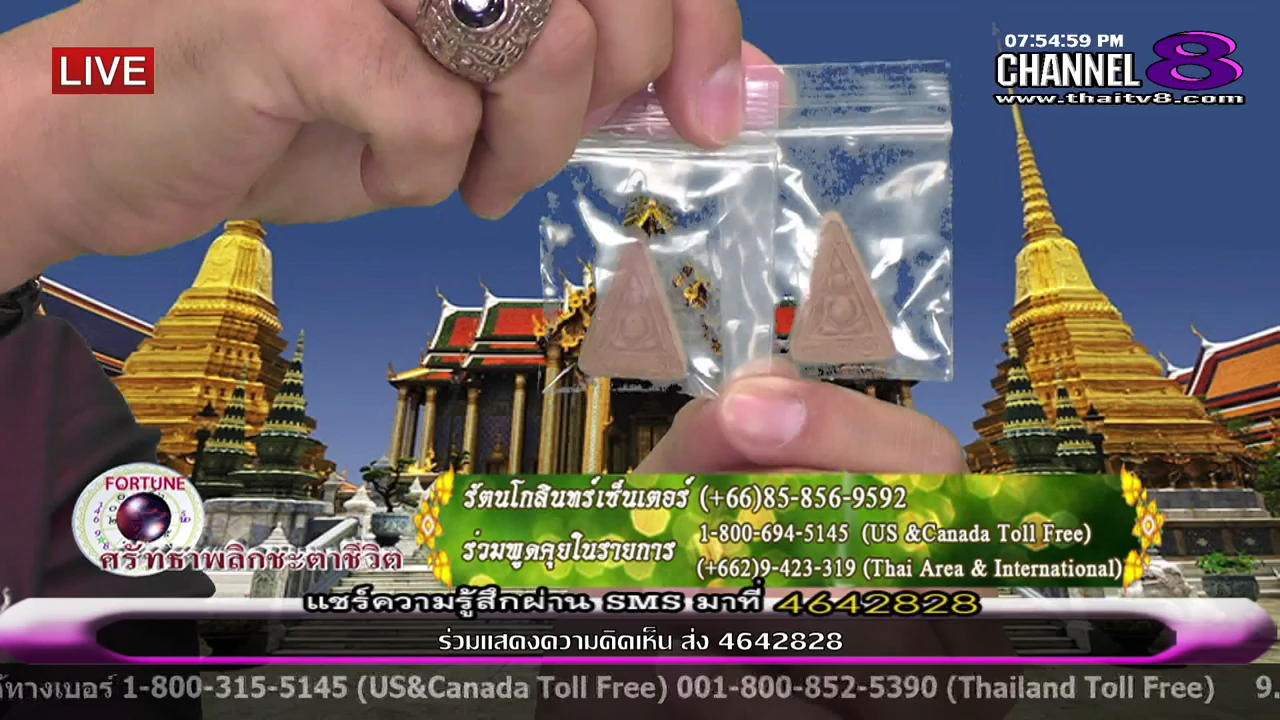 LIVE
07:54:59 PM
CHANNEL 8
www.thaitv8.com
FORTUNE
ศรัทธาพลิกชะตาชีวิต
รัตนโกสินทร์เซ็นเตอร์ (+66)85-856-9592
ร่วมพูดคุยในรายการ
1-800-694-5145 (US &Canada Toll Free)
(+662)9-423-319 (Thai Area & International)
แชร์ความรู้สึกผ่าน SMS มาที่ 4642828
ร่วมแสดงความคิดเห็น ส่ง 4642828
ทางเบอร์ 1-800-315-5145 (US&Canada Toll Free) 001-800-852-5390 (Thailand Toll Free) 9.